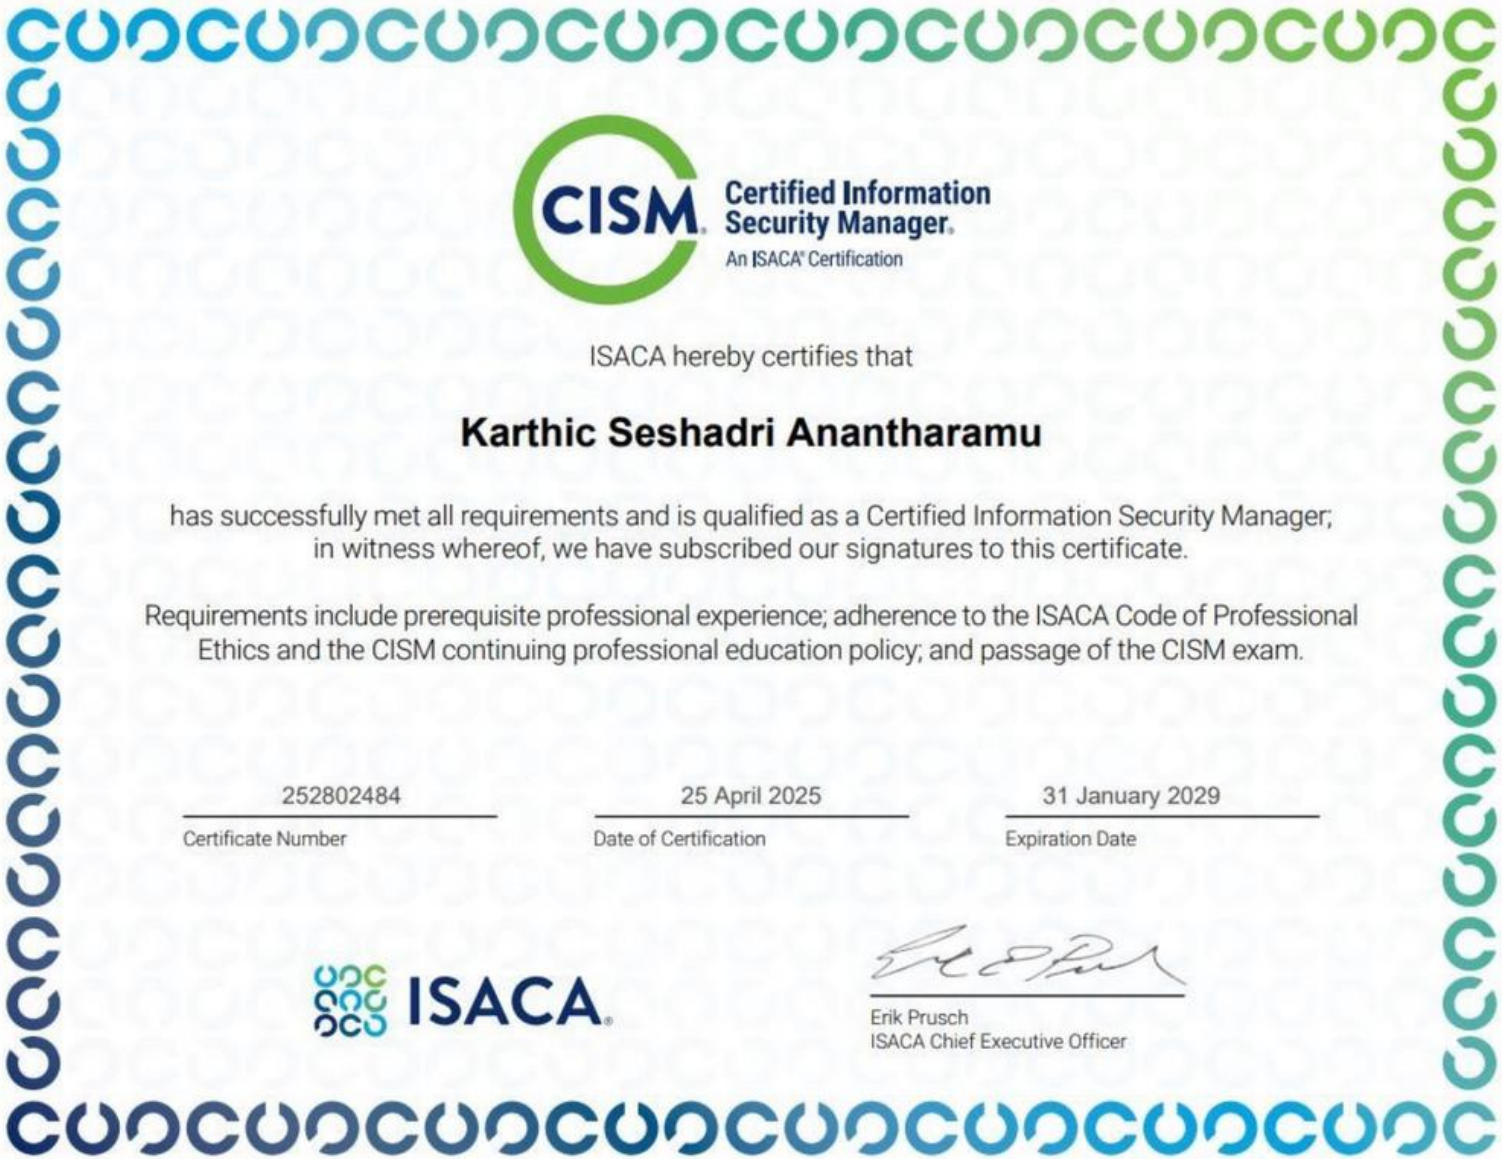 CISM®
Certified Information
Security Manager®
An ISACA® Certification
ISACA hereby certifies that
Karthic Seshadri Anantharamu
has successfully met all requirements and is qualified as a Certified Information Security Manager;
in witness whereof, we have subscribed our signatures to this certificate.
Requirements include prerequisite professional experience; adherence to the ISACA Code of Professional
Ethics and the CISM continuing professional education policy; and passage of the CISM exam.
252802484
Certificate Number
25 April 2025
Date of Certification
31 January 2029
Expiration Date
ISACA®
Erik Prusch
ISACA Chief Executive Officer